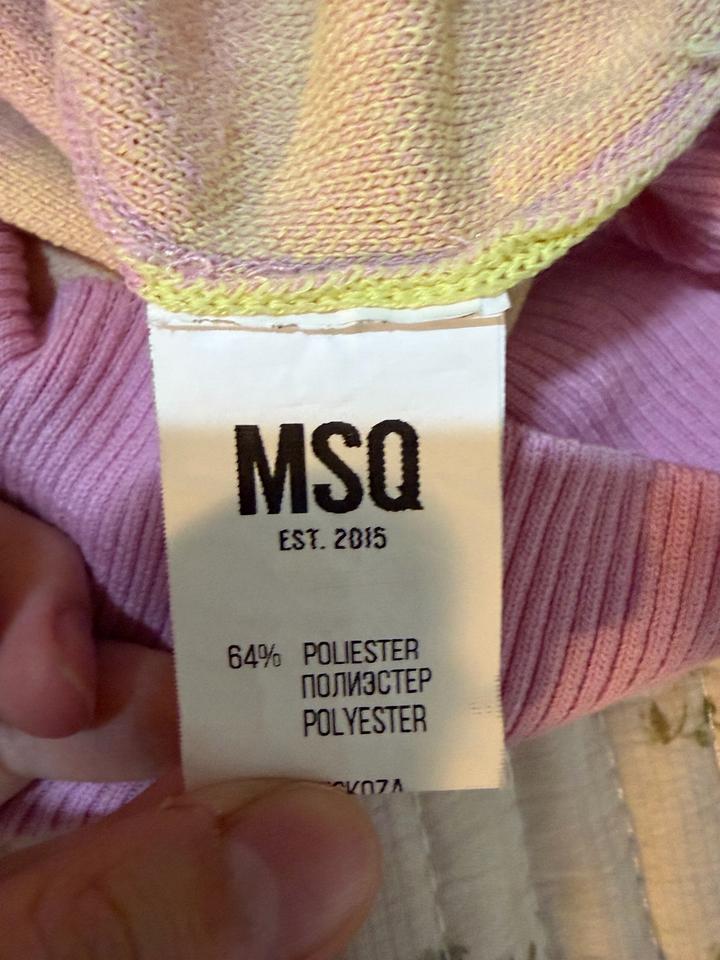 MSQ
EST. 2015
64% POLIESTER
ПОЛИЭСТЕР
POLYESTER